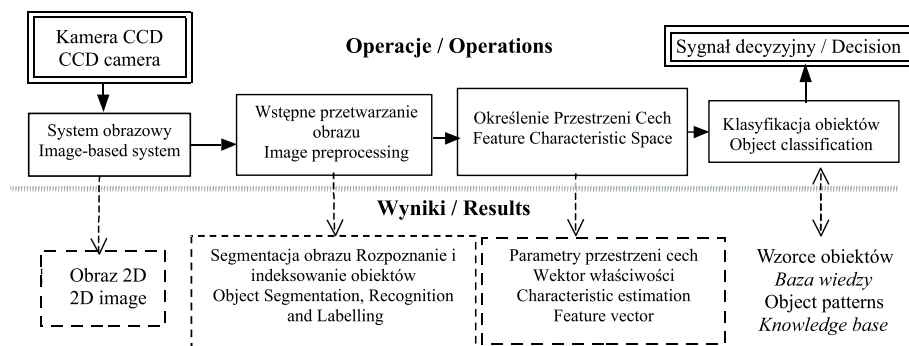 Kamera CCD
CCD camera
Operacje / Operations
Sygnał decyzyjny / Decision
System obrazowy
Image-based system
Wstępne przetwarzanie
obrazu
Image preprocessing
Określenie Przestrzeni Cech
Feature Characteristic Space
Klasyfikacja obiektów
Object classification
Wyniki / Results
Obraz 2D
2D image
Segmentacja obrazu Rozpoznanie i
indeksowanie obiektów
Object Segmentation, Recognition
and Labelling
Parametry przestrzeni cech
Wektor właściwości
Characteristic estimation
Feature vector
Wzorce obiektów
Baza wiedzy
Object patterns
Knowledge base